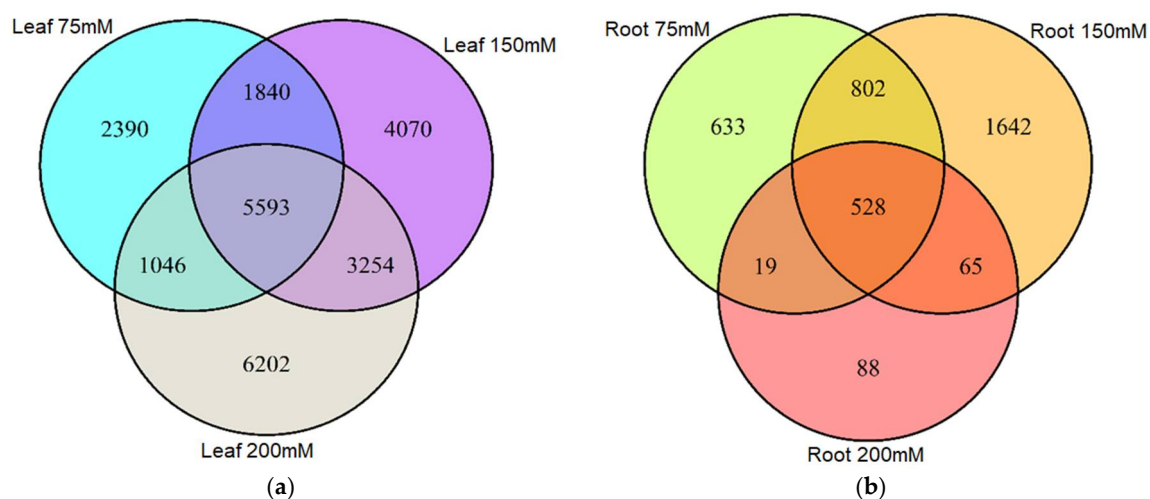 Leaf 75mM
Leaf 150mM
1840
2390
4070
5593
1046
3254
6202
Leaf 200mM
(a)
Root 75mM
Root 150mM
802
633
1642
528
19
65
88
Root 200mM
(b)